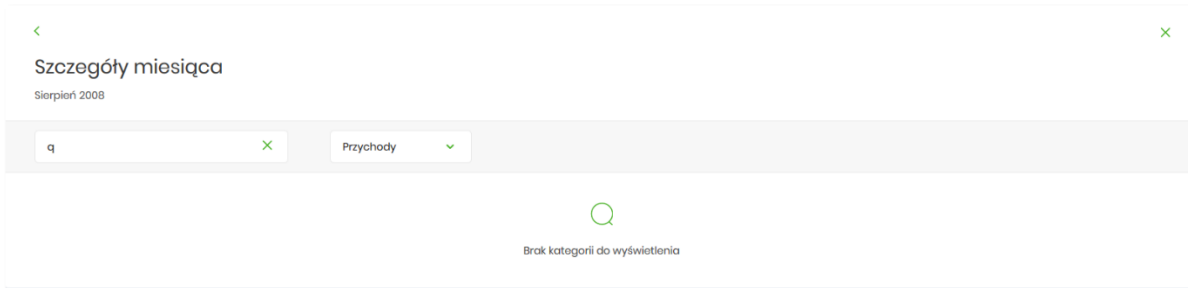 Szczegóły miesiąca
Sierpień 2008
q
Przychody
Brak kategorii do wyświetlenia